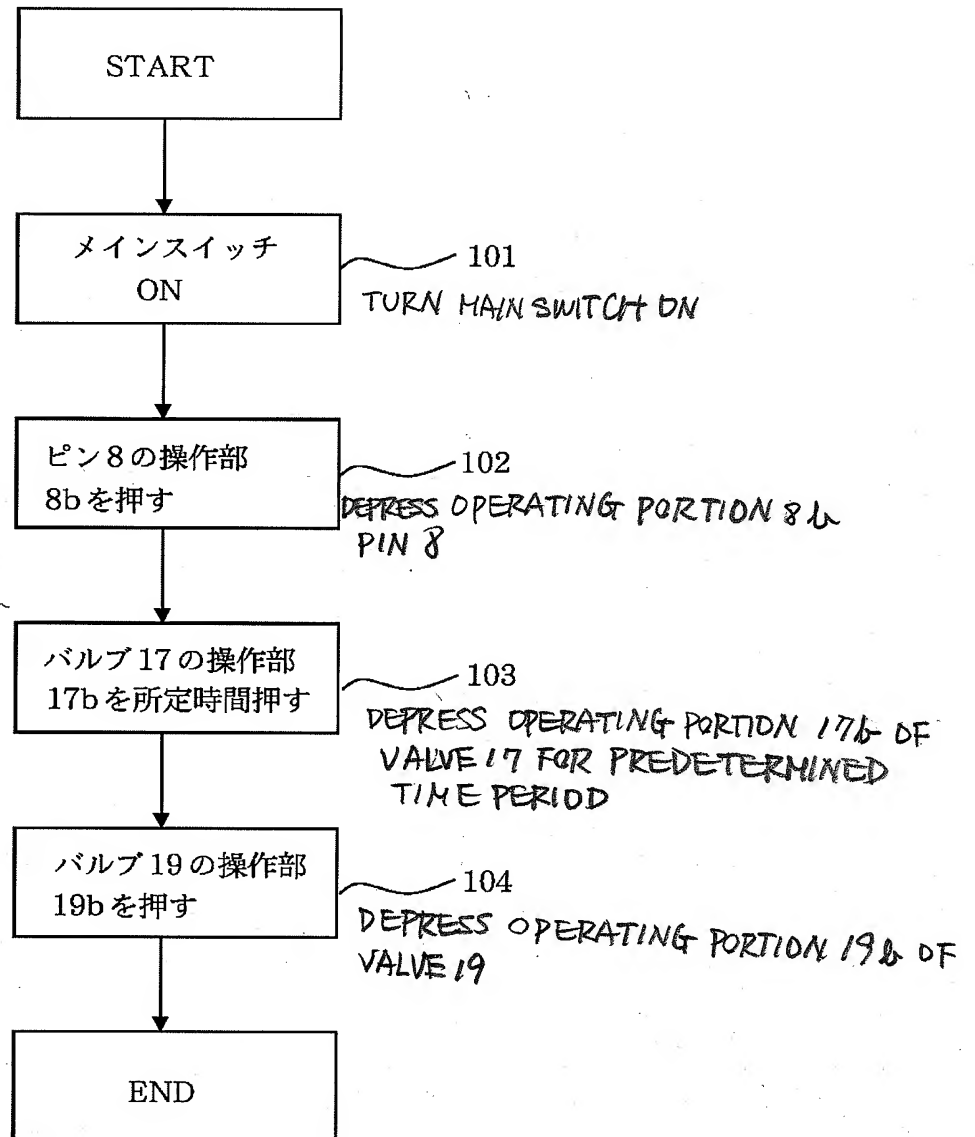 START
メインスイッチ
ON
101
TURN MAIN SWITCH ON
ピン8の操作部
8bを押す
102
DEPRESS OPERATING PORTION 8b
PIN 8
バルブ17の操作部
17bを所定時間押す
103
DEPRESS OPERATING PORTION 17b OF
VALVE 17 FOR PREDETERMINED
TIME PERIOD
バルブ19の操作部
19bを押す
104
DEPRESS OPERATING PORTION 19b OF
VALVE 19
END